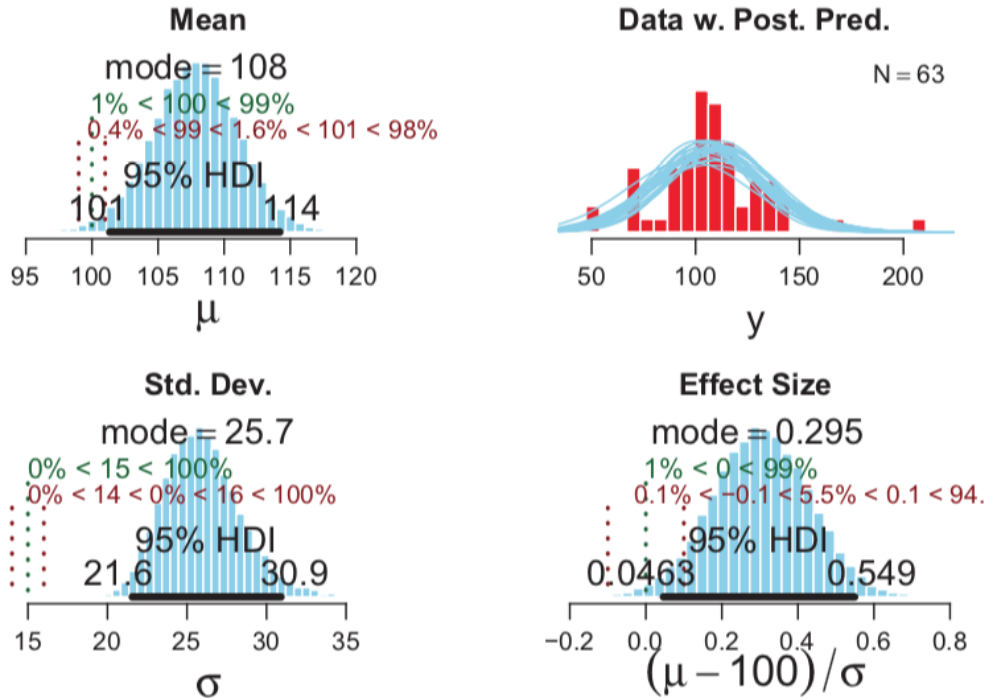 Mean
mode = 108
1% < 100 < 99%
0.4% < 99 < 1.6% < 101 < 98%
95% HDI
101 114
95 100 105 110 115 120
μ
Data w. Post. Pred.
N = 63
50 100 150 200
y
Std. Dev.
mode = 25.7
0% < 15 < 100%
0% < 14 < 0% < 16 < 100%
95% HDI
21.6 30.9
15 20 25 30 35
σ
Effect Size
mode = 0.295
1% < 0 < 99%
0.1% < −0.1 < 5.5% < 0.1 < 94.
95% HDI
0.0463 0.549
−0.2 0.0 0.2 0.4 0.6 0.8
(μ − 100)/σ